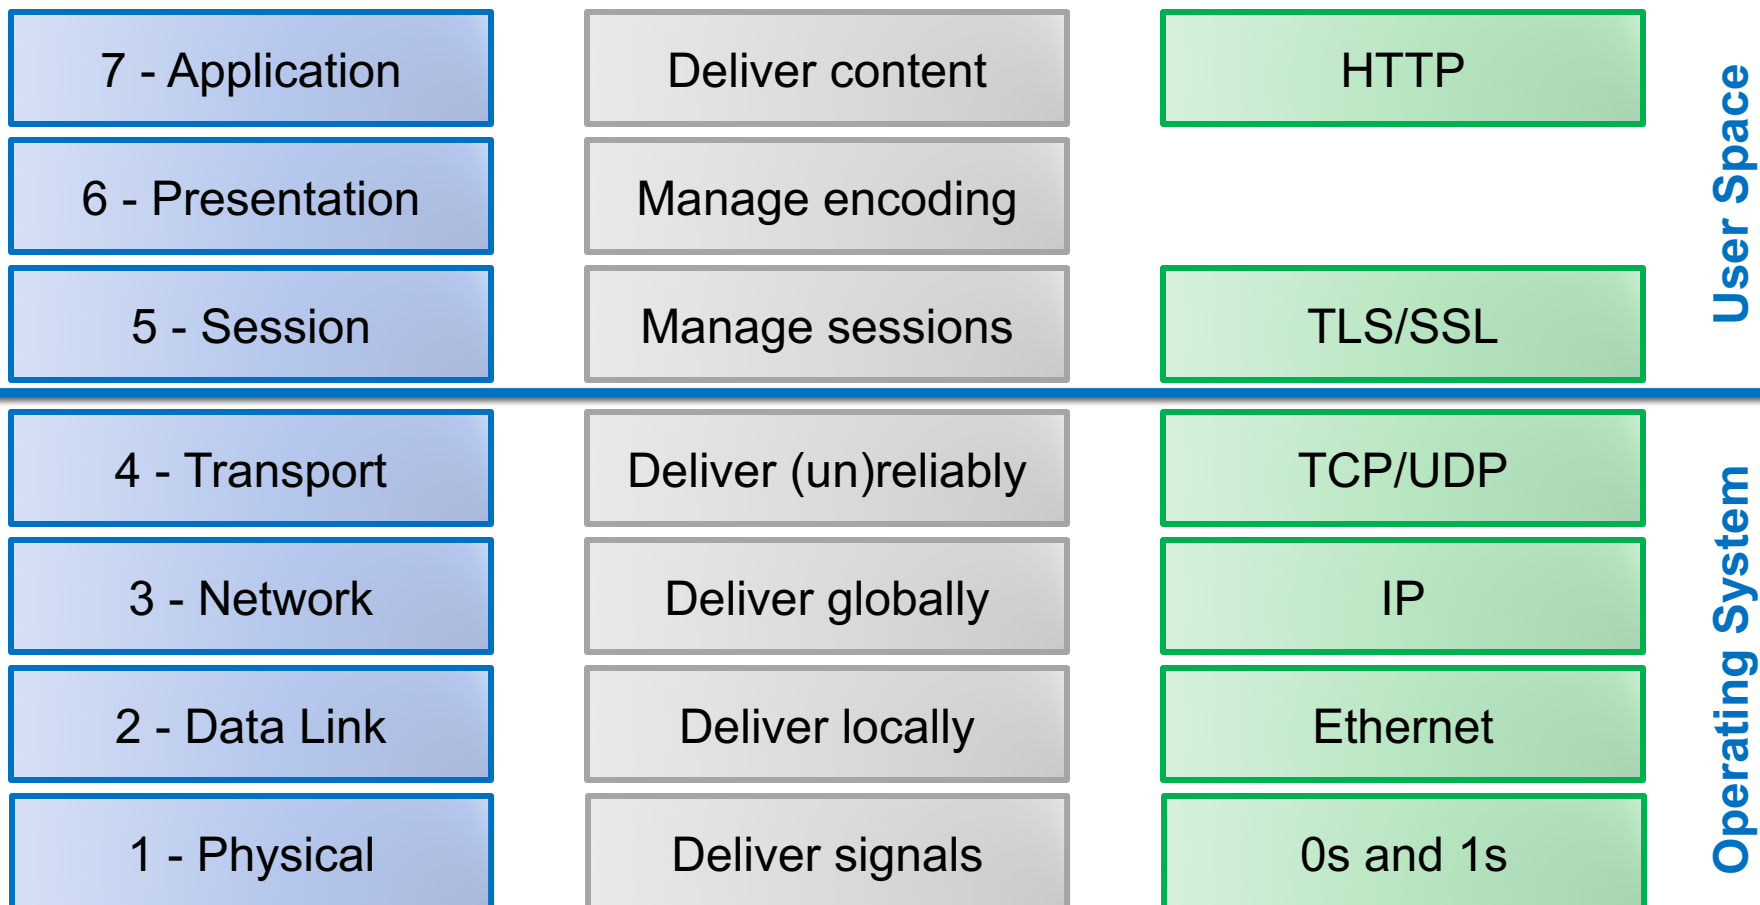 7 - Application
Deliver content
HTTP
6 - Presentation
Manage encoding
5 - Session
Manage sessions
TLS/SSL
User Space
4 - Transport
Deliver (un)reliably
TCP/UDP
3 - Network
Deliver globally
IP
2 - Data Link
Deliver locally
Ethernet
1 - Physical
Deliver signals
0s and 1s
Operating System